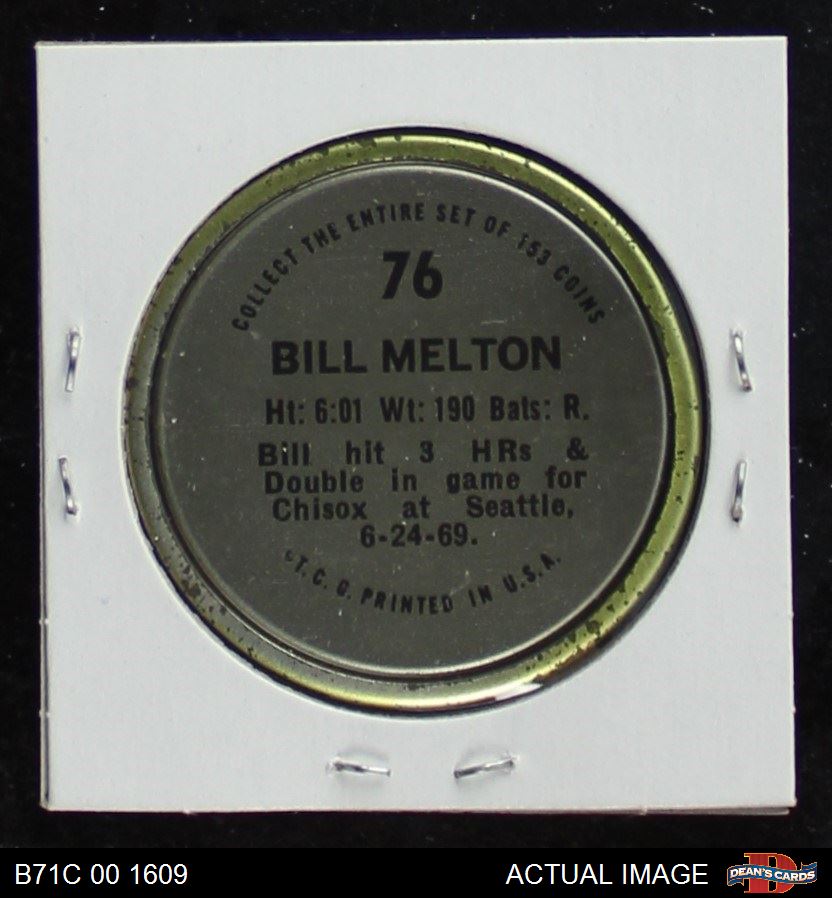 COLLECT THE ENTIRE SET OF 153 COINS
76
BILL MELTON
Ht: 6:01 Wt: 190 Bats: R.
Bill hit 3 HRs &
Double in game for
Chisox at Seattle,
6-24-69.
©T. C. G. PRINTED IN U.S.A.
B71C 00 1609
ACTUAL IMAGE
DEAN'S CARDS